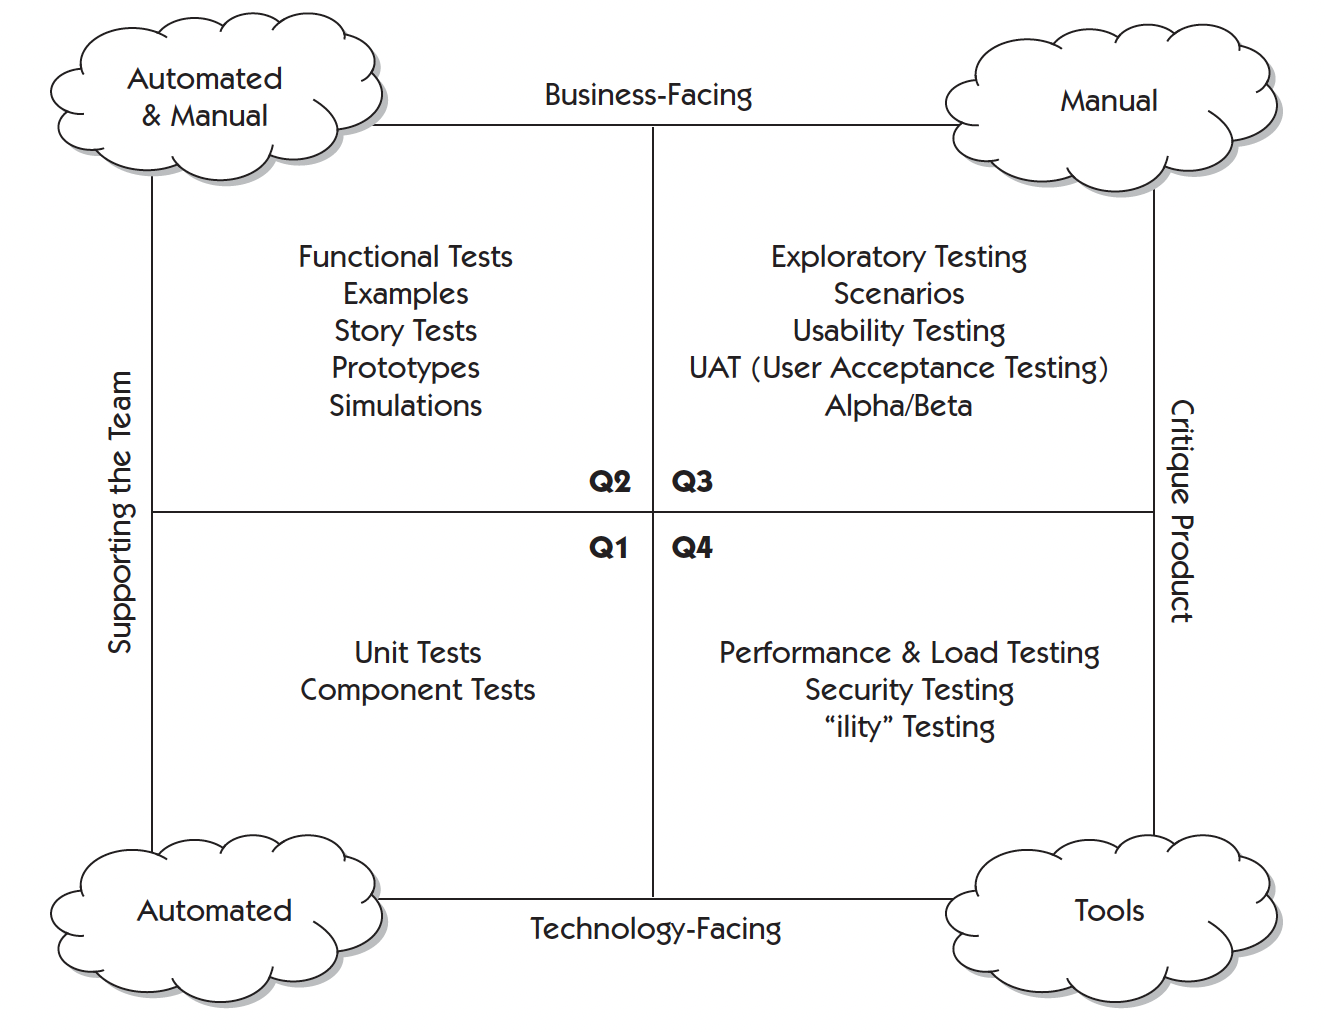 Automated
& Manual
Business-Facing
Manual
Functional Tests
Examples
Story Tests
Prototypes
Simulations
Exploratory Testing
Scenarios
Usability Testing
UAT (User Acceptance Testing)
Alpha/Beta
Supporting the Team
Critique Product
Q2
Q3
Q1
Q4
Unit Tests
Component Tests
Performance & Load Testing
Security Testing
“ility” Testing
Automated
Technology-Facing
Tools